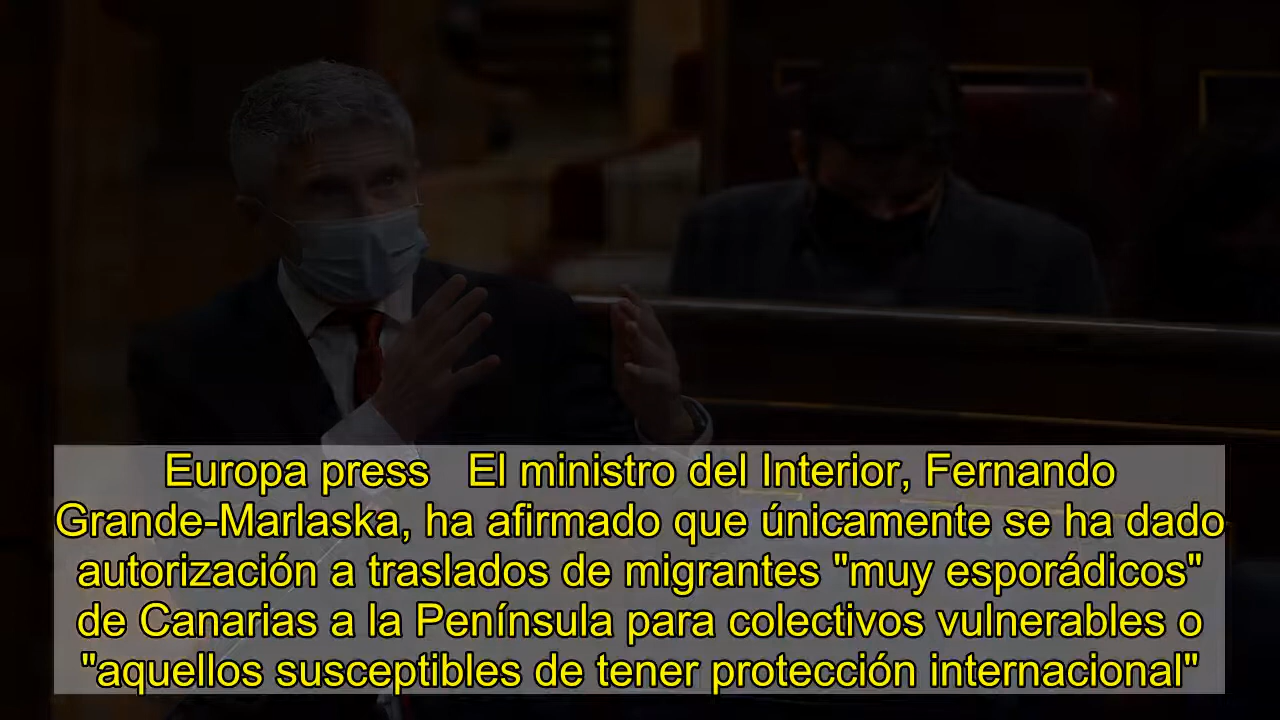 Europa press   El ministro del Interior, Fernando
Grande-Marlaska, ha afirmado que únicamente se ha dado
autorización a traslados de migrantes "muy esporádicos"
de Canarias a la Península para colectivos vulnerables o
"aquellos susceptibles de tener protección internacional"